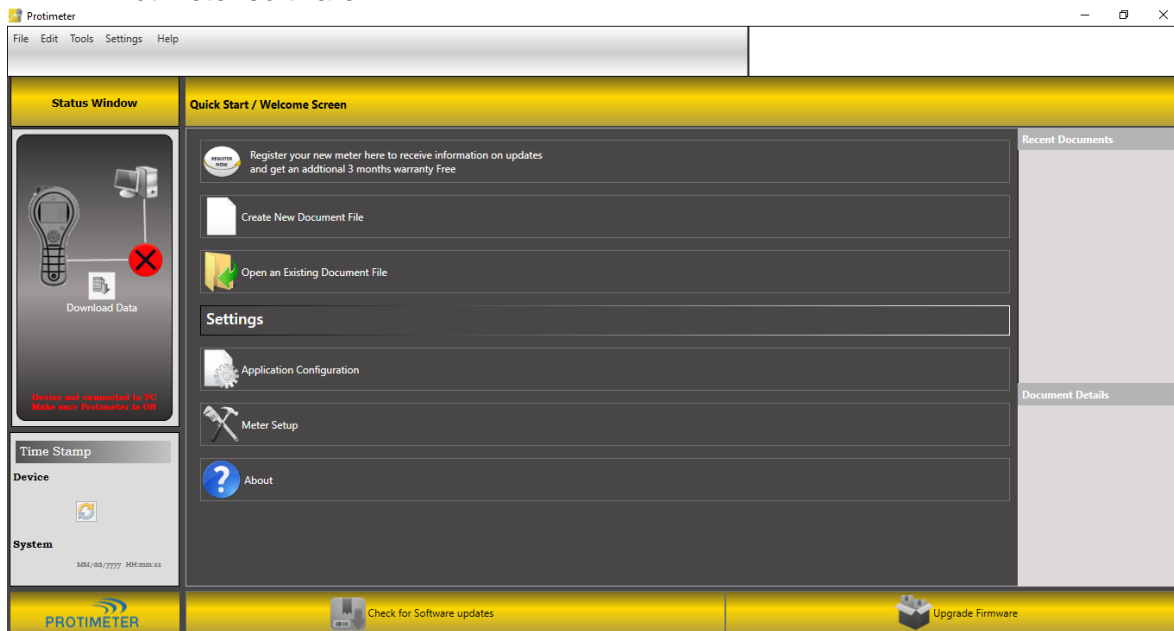 Protimeter
File Edit Tools Settings Help
Status Window
Quick Start / Welcome Screen
REGISTER
NOW
Register your new meter here to receive information on updates
and get an addtional 3 months warranty Free
Recent Documents
Create New Document File
Open an Existing Document File
Download Data
Settings
Application Configuration
Device not connected to PC
Make sure Protimeter is ON
Document Details
Meter Setup
Time Stamp
Device
About
System
MM/dd/yyyy HH:mm:ss
PROTIMETER
Check for Software updates
Upgrade Firmware